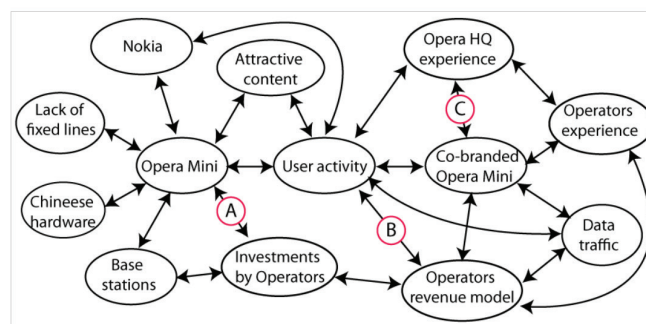 Nokia
Attractive
content
Opera HQ
experience
Lack of
fixed lines
C
Operators
experience
Opera Mini
User activity
Co-branded
Opera Mini
Chineese
hardware
A
B
Data
traffic
Base
stations
Investments
by Operators
Operators
revenue model